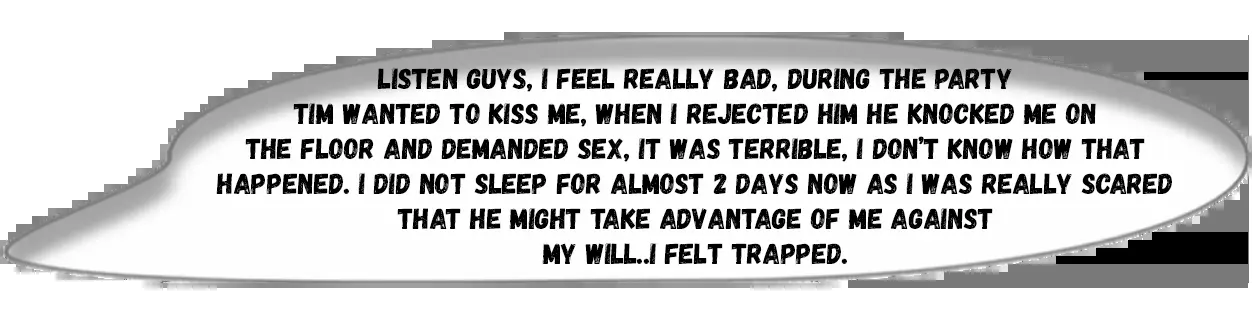 LISTEN GUYS, I FEEL REALLY BAD, DURING THE PARTY
TIM WANTED TO KISS ME, WHEN I REJECTED HIM HE KNOCKED ME ON
THE FLOOR AND DEMANDED SEX, IT WAS TERRIBLE, I DON'T KNOW HOW THAT
HAPPENED. I DID NOT SLEEP FOR ALMOST 2 DAYS NOW AS I WAS REALLY SCARED
THAT HE MIGHT TAKE ADVANTAGE OF ME AGAINST
MY WILL..I FELT TRAPPED.